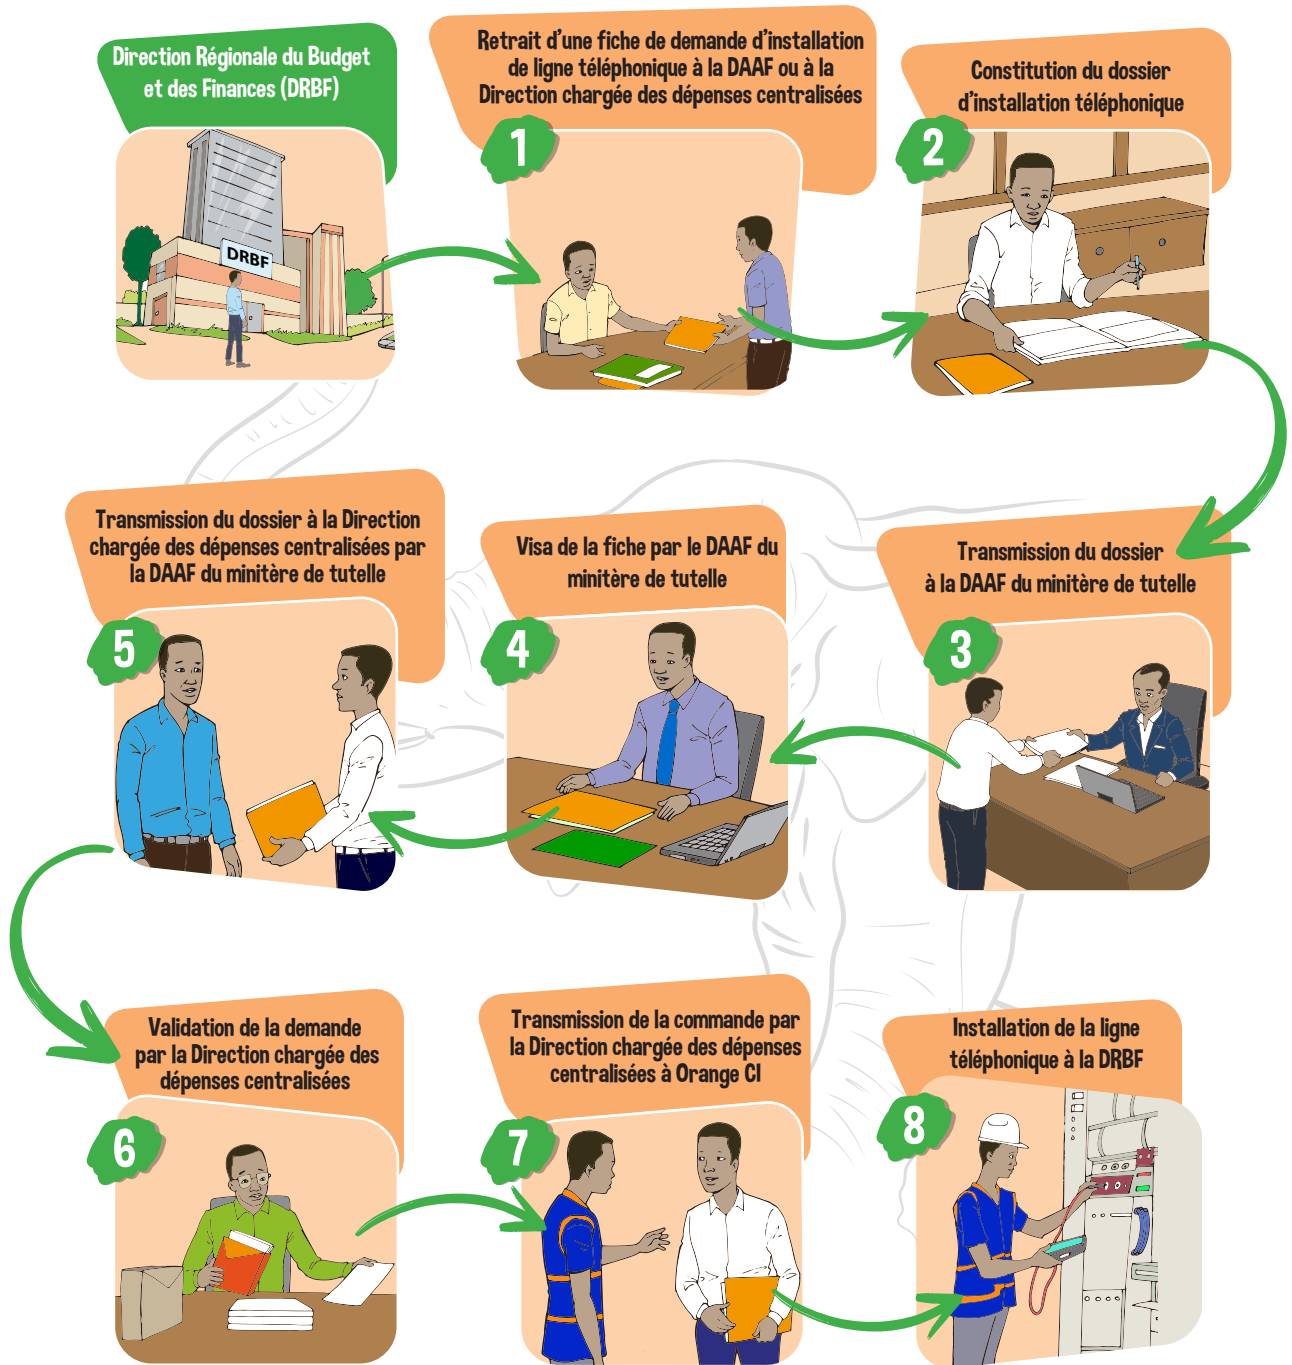 Direction Régionale du Budget
et des Finances (DRBF)
DRBF
Retrait d'une fiche de demande d'installation
de ligne téléphonique à la DAAF ou à la
Direction chargée des dépenses centralisées
1
Constitution du dossier
d'installation téléphonique
2
Transmission du dossier
à la DAAF du minitère de tutelle
3
Visa de la fiche par le DAAF du
minitère de tutelle
4
Transmission du dossier à la Direction
chargée des dépenses centralisées par
la DAAF du minitère de tutelle
5
Validation de la demande
par la Direction chargée des
dépenses centralisées
6
Transmission de la commande par
la Direction chargée des dépenses
centralisées à Orange CI
7
Installation de la ligne
téléphonique à la DRBF
8